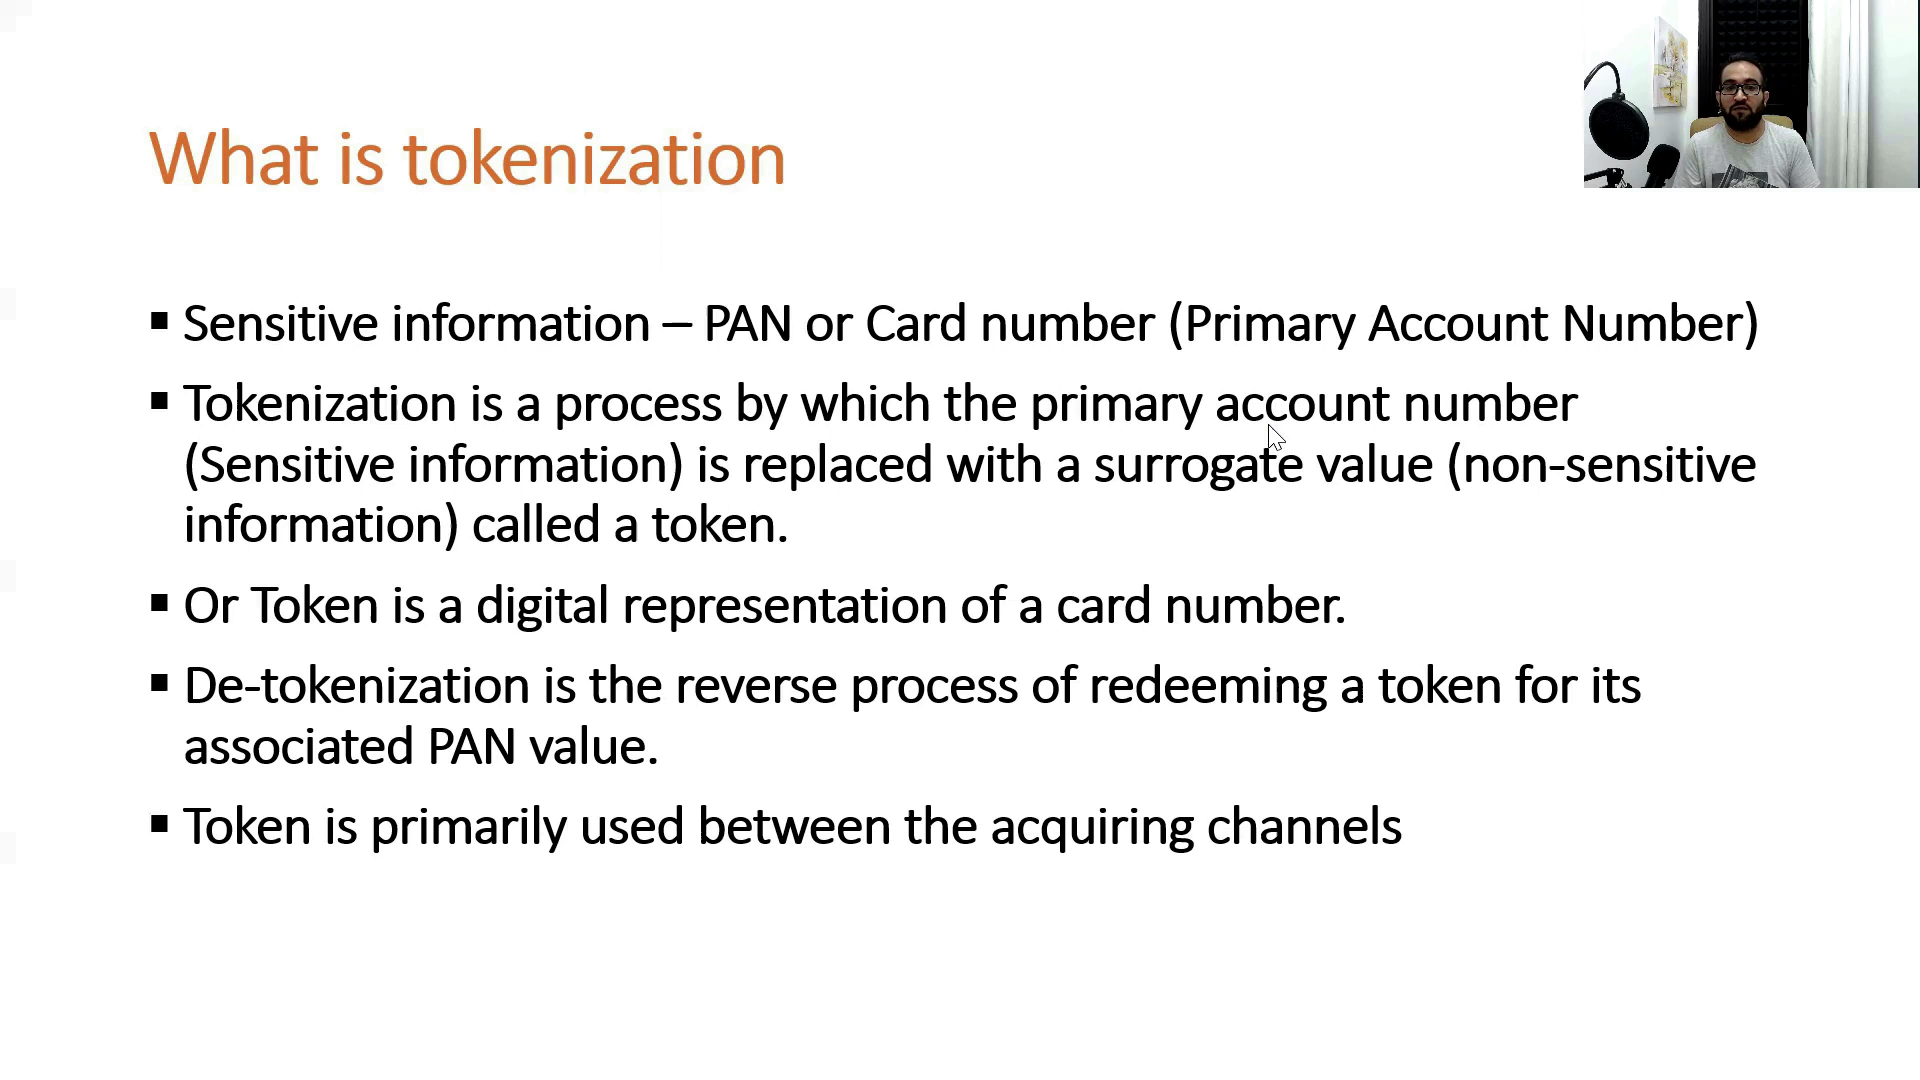 What is tokenization
▪ Sensitive information – PAN or Card number (Primary Account Number)
▪ Tokenization is a process by which the primary account number
(Sensitive information) is replaced with a surrogate value (non-sensitive
information) called a token.
▪ Or Token is a digital representation of a card number.
▪ De-tokenization is the reverse process of redeeming a token for its
associated PAN value.
▪ Token is primarily used between the acquiring channels